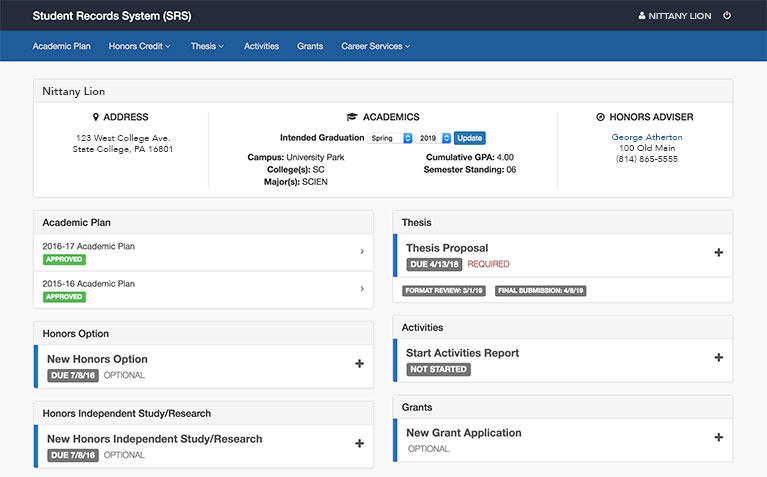 Student Records System (SRS)
NITTANY LION
Academic Plan Honors Credit Thesis Activities Grants Career Services
Nittany Lion
ADDRESS
123 West College Ave.
State College, PA 16801
ACADEMICS
Intended Graduation Spring 2019 Update
Campus: University Park Cumulative GPA: 4.00
College(s): SC Semester Standing: 06
Major(s): SCIEN
HONORS ADVISER
George Atherton
100 Old Main
(814) 865-5555
Academic Plan
2016-17 Academic Plan
APPROVED
2015-16 Academic Plan
APPROVED
Honors Option
New Honors Option
DUE 7/8/16 OPTIONAL
Honors Independent Study/Research
New Honors Independent Study/Research
DUE 7/8/16 OPTIONAL
Thesis
Thesis Proposal
DUE 4/13/18 REQUIRED
FORMAT REVIEW: 3/1/19 FINAL SUBMISSION: 4/8/19
Activities
Start Activities Report
NOT STARTED
Grants
New Grant Application
OPTIONAL